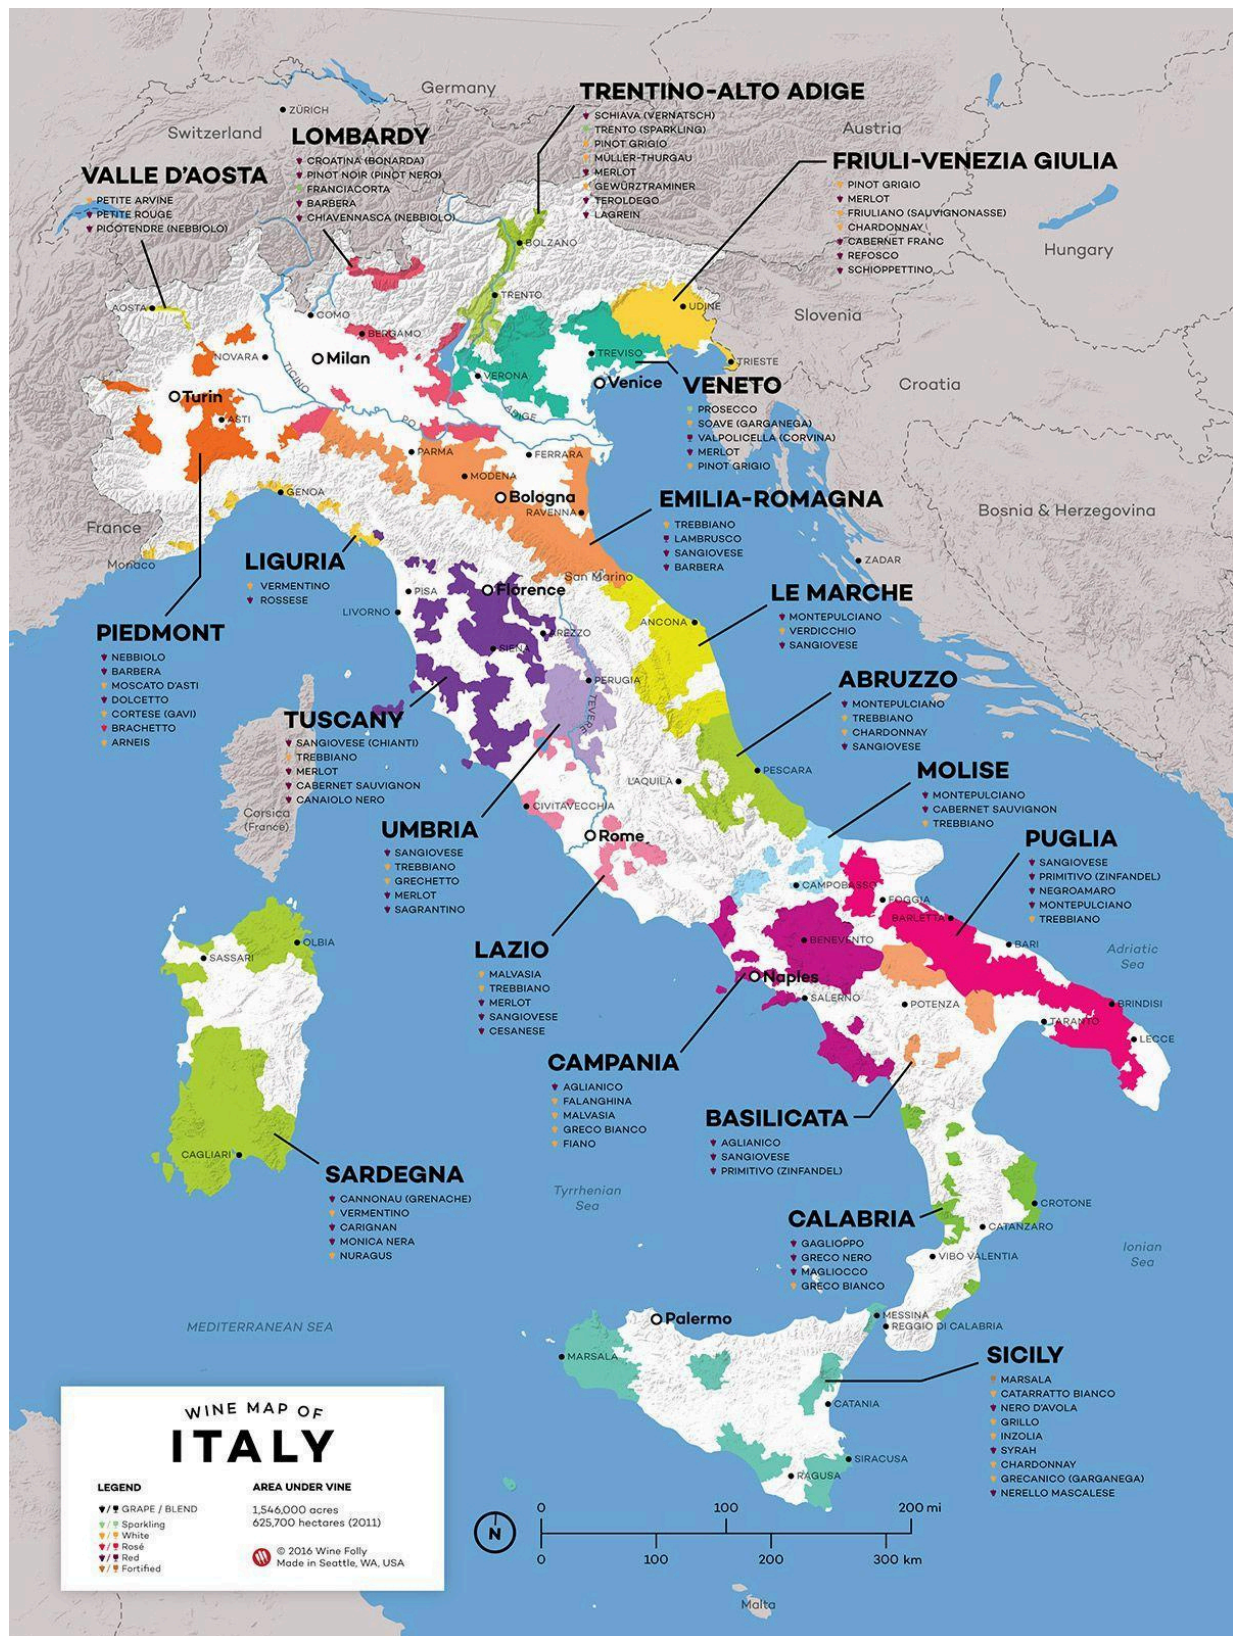 Germany
ZÜRICH
Switzerland
Austria
TRENTINO-ALTO ADIGE
SCHIAVA (VERNATSCH)
TRENTO (SPARKLING)
PINOT GRIGIO
MÜLLER-THURGAU
MERLOT
GEWÜRZTRAMINER
TEROLDEGO
LAGREIN
LOMBARDY
CROATINA (BONARDA)
PINOT NOIR (PINOT NERO)
FRANCIACORTA
BARBERA
CHIAVENNASCA (NEBBIOLO)
VALLE D'AOSTA
PETITE ARVINE
PETITE ROUGE
PICOTENDRE (NEBBIOLO)
FRIULI-VENEZIA GIULIA
PINOT GRIGIO
MERLOT
FRIULIANO (SAUVIGNONASSE)
CHARDONNAY
CABERNET FRANC
REFOSCO
SCHIOPPETTINO
Hungary
BOLZANO
TRENTO
AOSTA
COMO
BERGAMO
UDINE
Slovenia
NOVARA
Milan
TICINO
TREVISO
TRIESTE
VERONA
Venice
Croatia
Turin
ASTI
PO
ADIGE
VENETO
PROSECCO
SOAVE (GARGANEGA)
VALPOLICELLA (CORVINA)
MERLOT
PINOT GRIGIO
PARMA
FERRARA
MODENA
GENOA
Bologna
RAVENNA
EMILIA-ROMAGNA
TREBBIANO
LAMBRUSCO
SANGIOVESE
BARBERA
Bosnia & Herzegovina
France
Monaco
ZADAR
LIGURIA
VERMENTINO
ROSSESE
San Marino
PISA
Florence
LIVORNO
LE MARCHE
MONTEPULCIANO
VERDICCHIO
SANGIOVESE
ANCONA
AREZZO
SIENA
PIEDMONT
NEBBIOLO
BARBERA
MOSCATO D'ASTI
DOLCETTO
CORTESE (GAVI)
BRACHETTO
ARNEIS
PERUGIA
TEVERE
ABRUZZO
MONTEPULCIANO
TREBBIANO
CHARDONNAY
SANGIOVESE
TUSCANY
SANGIOVESE (CHIANTI)
TREBBIANO
MERLOT
CABERNET SAUVIGNON
CANAIOLO NERO
PESCARA
L'AQUILA
MOLISE
MONTEPULCIANO
CABERNET SAUVIGNON
TREBBIANO
Corsica
(France)
CIVITAVECCHIA
UMBRIA
SANGIOVESE
TREBBIANO
GRECHETTO
MERLOT
SAGRANTINO
Rome
PUGLIA
SANGIOVESE
PRIMITIVO (ZINFANDEL)
NEGROAMARO
MONTEPULCIANO
TREBBIANO
CAMPOBASSO
FOGGIA
BARLETTA
BARI
OLBIA
SASSARI
BENEVENTO
Adriatic
Sea
LAZIO
MALVASIA
TREBBIANO
MERLOT
SANGIOVESE
CESANESE
Naples
SALERNO
POTENZA
BRINDISI
TARANTO
LECCE
CAMPANIA
AGLIANICO
FALANGHINA
MALVASIA
GRECO BIANCO
FIANO
BASILICATA
AGLIANICO
SANGIOVESE
PRIMITIVO (ZINFANDEL)
CAGLIARI
SARDEGNA
CANNONAU (GRENACHE)
VERMENTINO
CARIGNAN
MONICA NERA
NURAGUS
Tyrrhenian
Sea
CROTONE
CALABRIA
GAGLIOPPO
GRECO NERO
MAGLIOCCO
GRECO BIANCO
CATANZARO
VIBO VALENTIA
Ionian
Sea
MEDITERRANEAN SEA
Palermo
MESSINA
REGGIO DI CALABRIA
MARSALA
SICILY
MARSALA
CATARRATTO BIANCO
NERO D'AVOLA
GRILLO
INZOLIA
SYRAH
CHARDONNAY
GRECANICO (GARGANEGA)
NERELLO MASCALESE
CATANIA
SIRACUSA
RAGUSA
WINE MAP OF
ITALY
LEGEND
/ GRAPE / BLEND
/ Sparkling
/ White
/ Rosé
/ Red
/ Fortified
AREA UNDER VINE
1,546,000 acres
625,700 hectares (2011)
© 2016 Wine Folly
Made in Seattle, WA, USA
N
0 100 200 mi
0 100 200 300 km
Malta